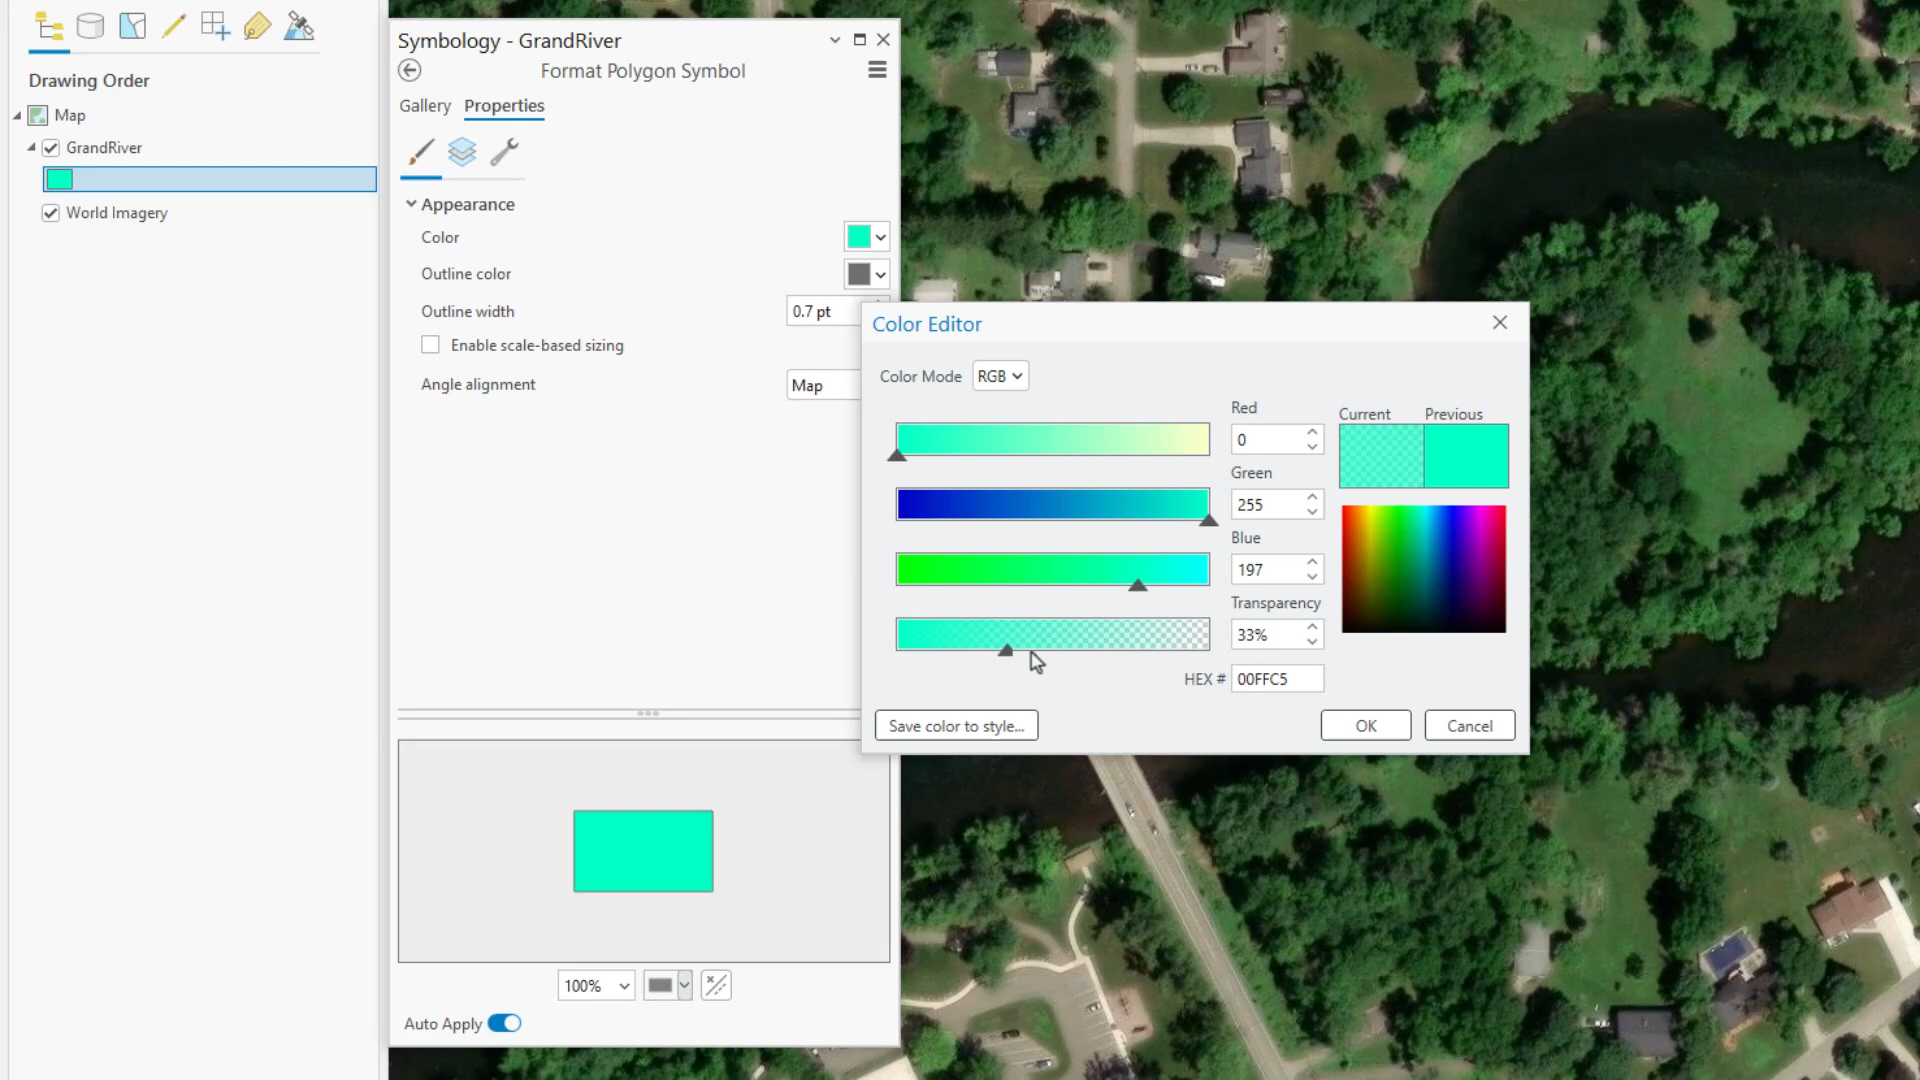 Drawing Order
Map
GrandRiver
World Imagery
Symbology - GrandRiver
Format Polygon Symbol
Gallery Properties
Appearance
Color
Outline color
Outline width 0.7 pt
Enable scale-based sizing
Angle alignment Map
100%
Auto Apply
Color Editor
Color Mode RGB
Red
0
Green
255
Blue
197
Transparency
33%
HEX # 00FFC5
Current Previous
Save color to style...
OK Cancel